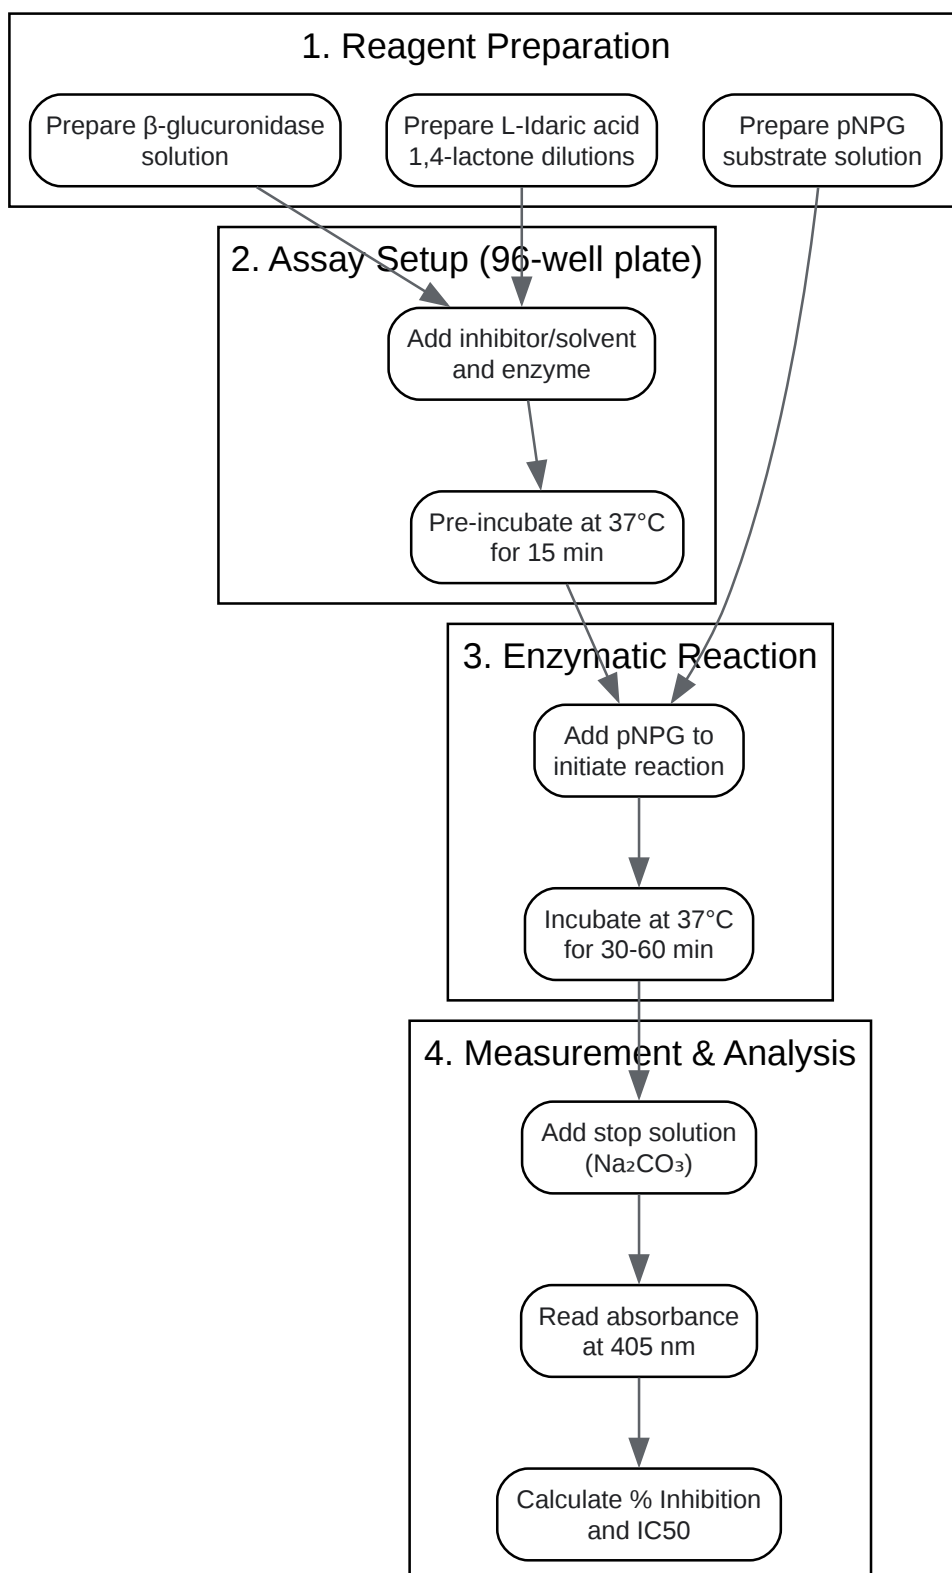 1. Reagent Preparation
Prepare β-glucuronidase
solution
Prepare L-Idaric acid
1,4-lactone dilutions
Prepare pNPG
substrate solution
2. Assay Setup (96-well plate)
Add inhibitor/solvent
and enzyme
Pre-incubate at 37°C
for 15 min
3. Enzymatic Reaction
Add pNPG to
initiate reaction
Incubate at 37°C
for 30-60 min
4. Measurement & Analysis
Add stop solution
(Na₂CO₃)
Read absorbance
at 405 nm
Calculate % Inhibition
and IC50